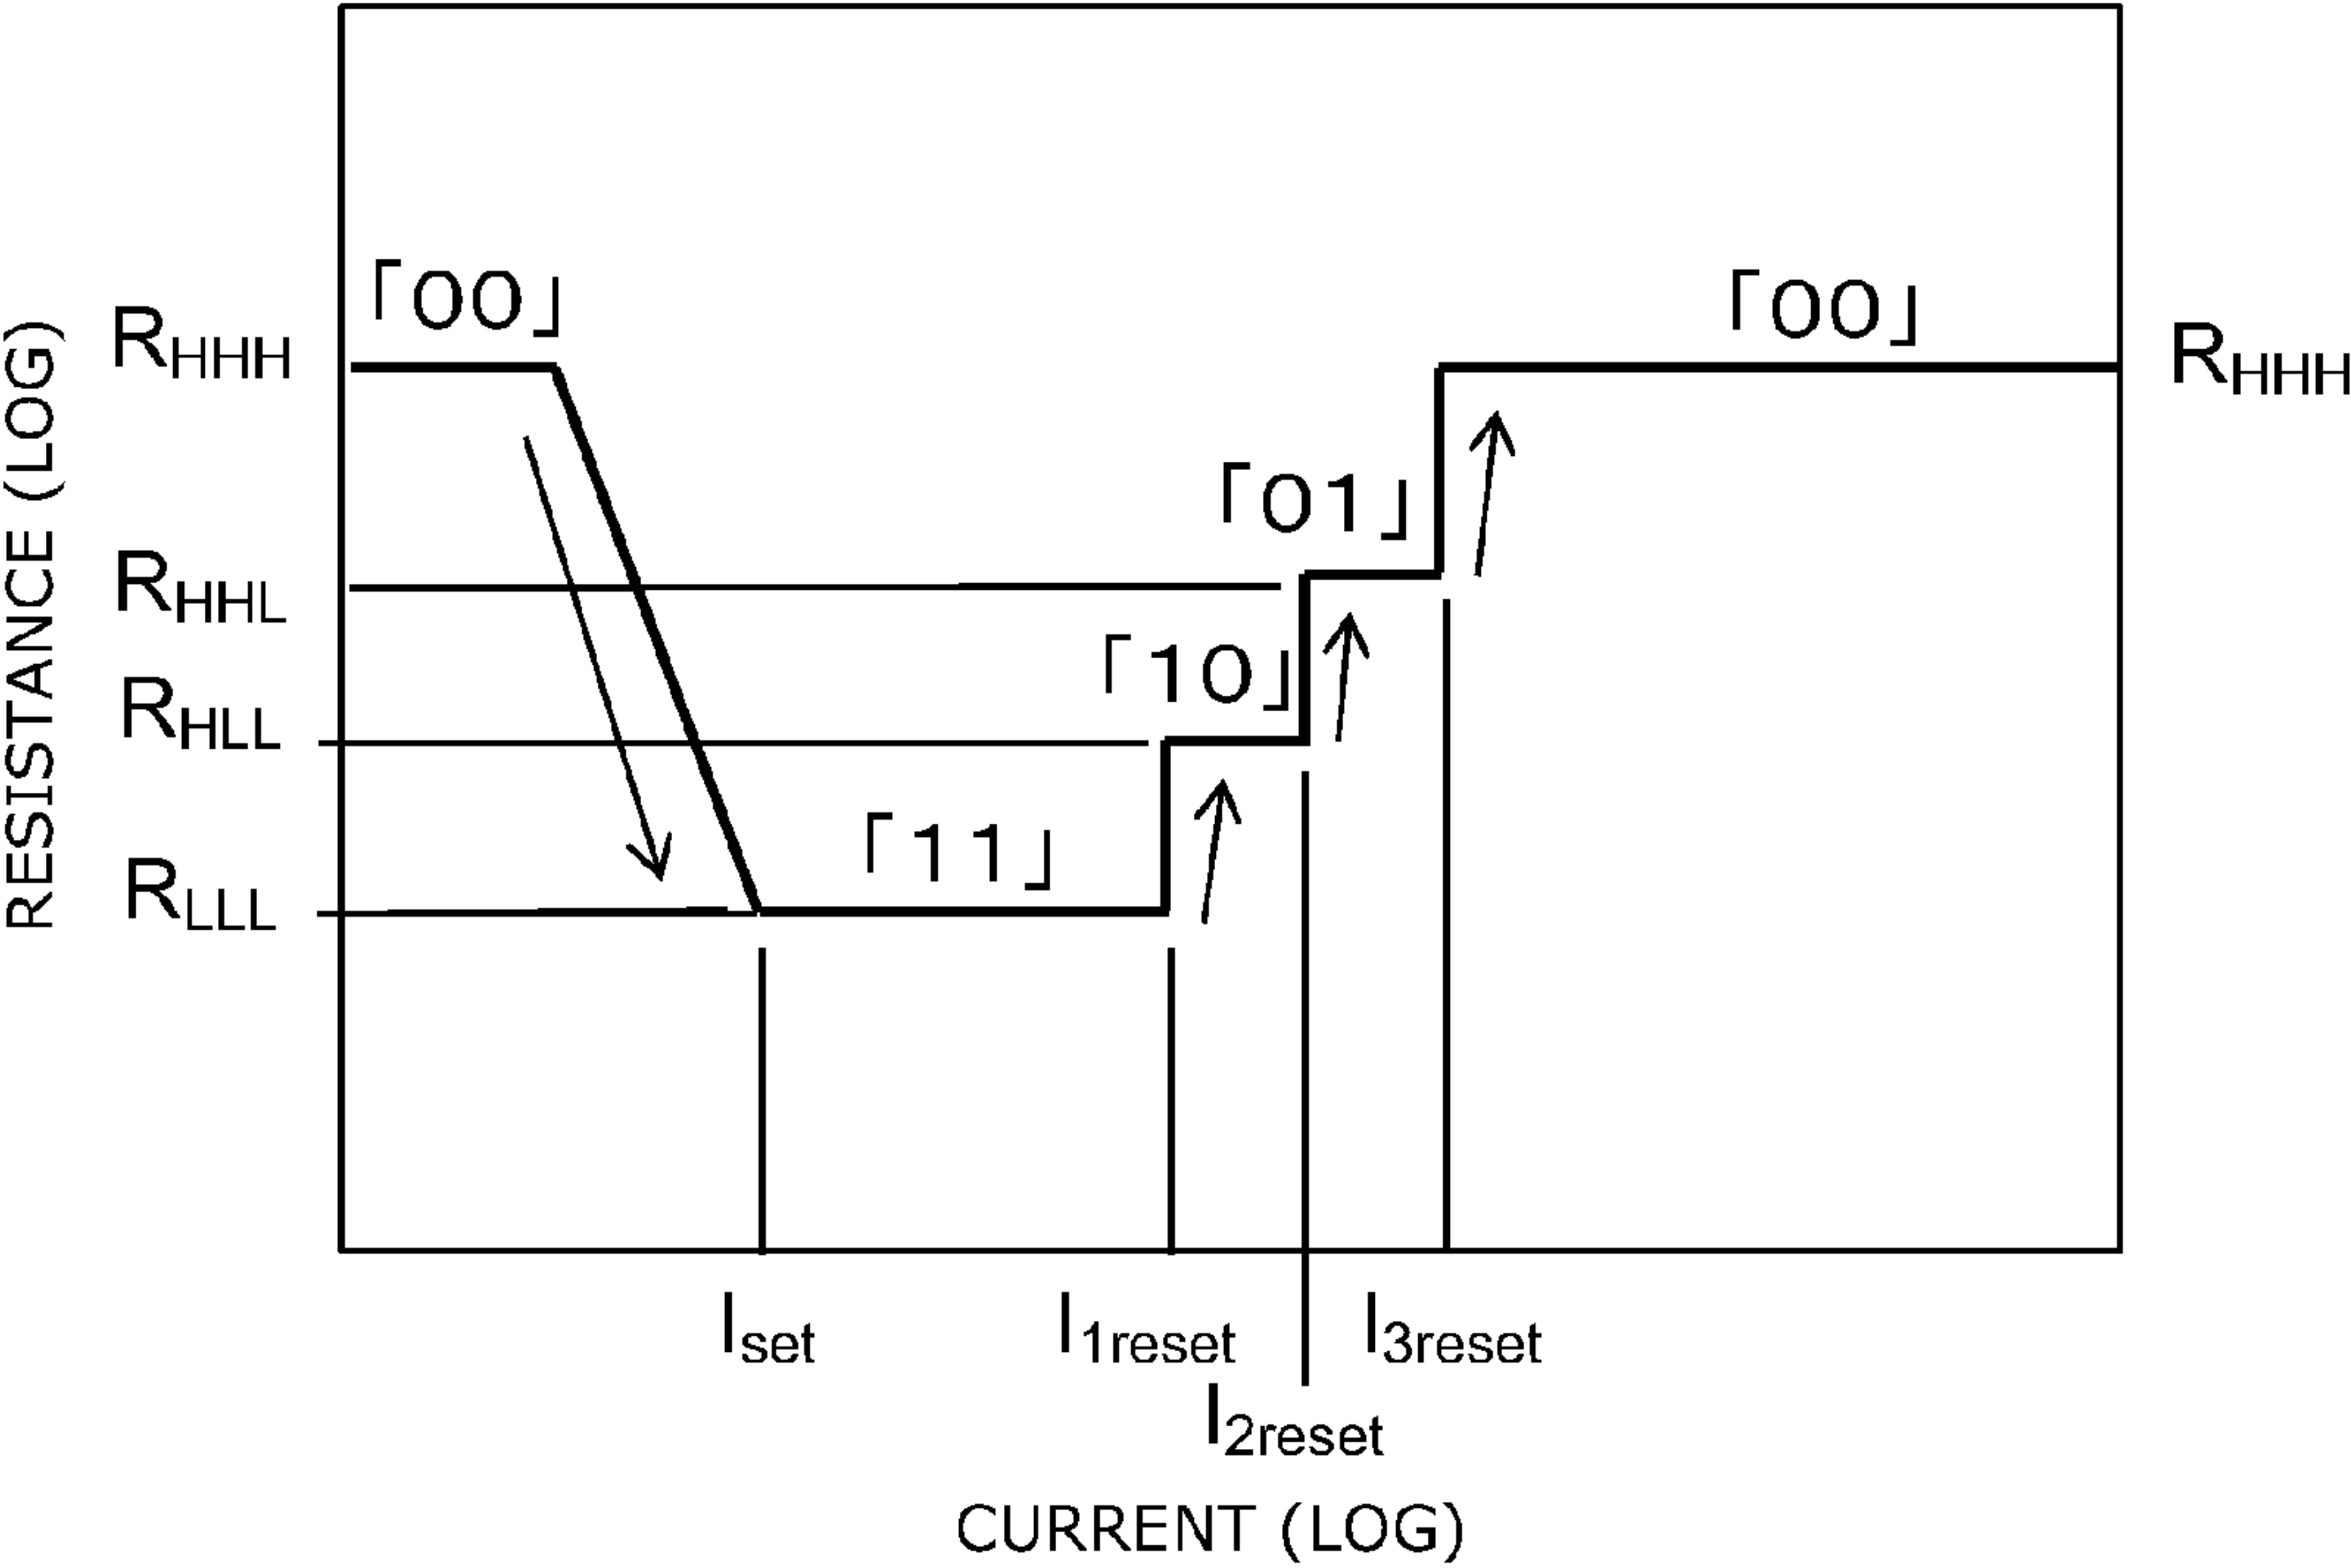 「00」
「00」
RHHH
RHHH
「01」
RHHL
「10」
RHLL
「11」
RLLL
RESISTANCE (LOG)
Iset
I1reset
I3reset
I2reset
CURRENT (LOG)